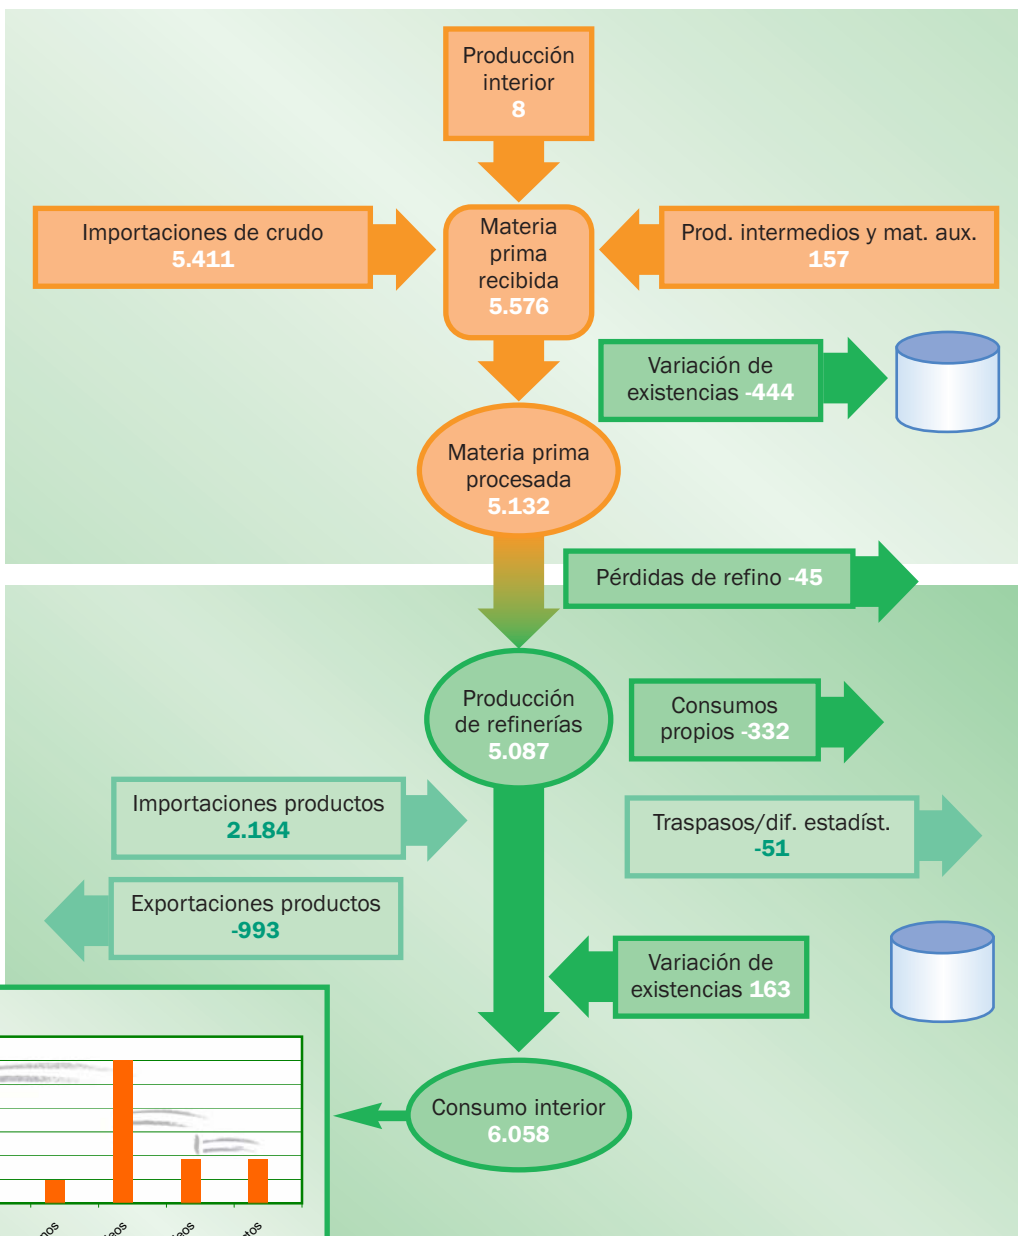 Producción
interior
8
Importaciones de crudo
5.411
Materia
prima
recibida
5.576
Prod. intermedios y mat. aux.
157
Variación de
existencias -444
Materia prima
procesada
5.132
Pérdidas de refino -45
Producción
de refinerías
5.087
Consumos
propios -332
Importaciones productos
2.184
Traspasos/dif. estadíst.
-51
Exportaciones productos
-993
Variación de
existencias 163
Consumo interior
6.058